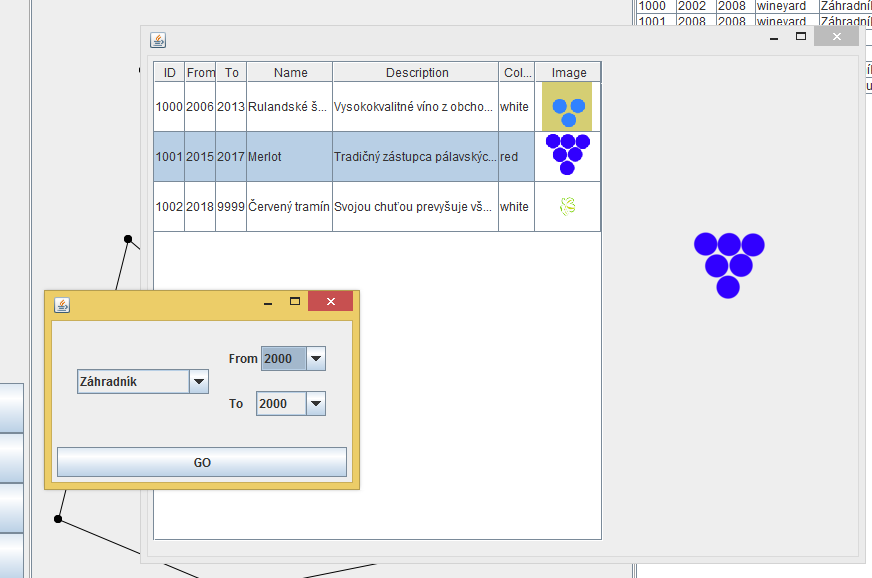 1000 2002 2008 wineyard Záhradník
1001 2008 2008 wineyard Záhradník
ID From To Name Description Col... Image
1000 2006 2013 Rulandské š... Vysokokvalitné víno z obcho... white
1001 2015 2017 Merlot Tradičný zástupca pálavskýc... red
1002 2018 9999 Červený tramín Svojou chuťou prevyšuje vš... white
From 2000
Záhradník
To 2000
GO